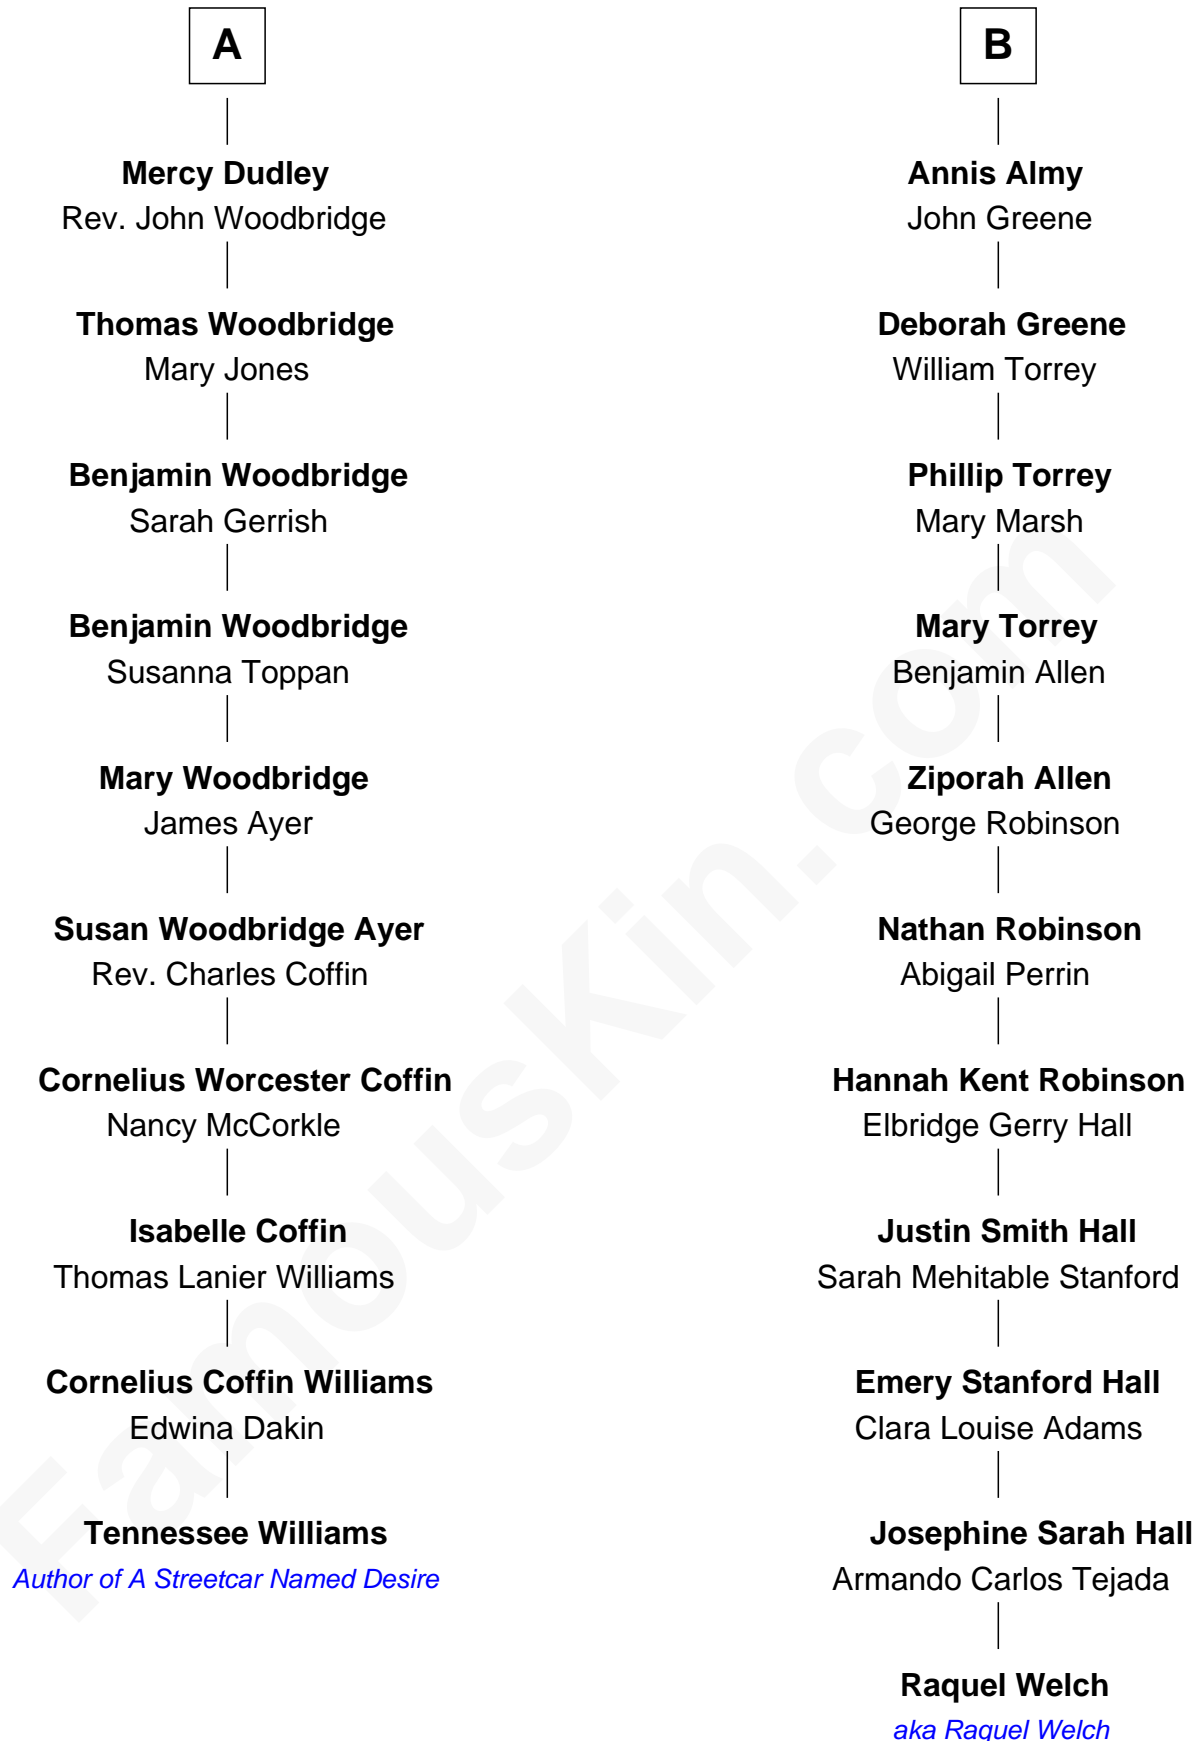 A
Mercy Dudley
Rev. John Woodbridge
Thomas Woodbridge
Mary Jones
Benjamin Woodbridge
Sarah Gerrish
Benjamin Woodbridge
Susanna Toppan
Mary Woodbridge
James Ayer
Susan Woodbridge Ayer
Rev. Charles Coffin
Cornelius Worcester Coffin
Nancy McCorkle
Isabelle Coffin
Thomas Lanier Williams
Cornelius Coffin Williams
Edwina Dakin
Tennessee Williams
Author of A Streetcar Named Desire
B
Annis Almy
John Greene
Deborah Greene
William Torrey
Phillip Torrey
Mary Marsh
Mary Torrey
Benjamin Allen
Ziporah Allen
George Robinson
Nathan Robinson
Abigail Perrin
Hannah Kent Robinson
Elbridge Gerry Hall
Justin Smith Hall
Sarah Mehitable Stanford
Emery Stanford Hall
Clara Louise Adams
Josephine Sarah Hall
Armando Carlos Tejada
Raquel Welch
aka Raquel Welch
FamousKin.com